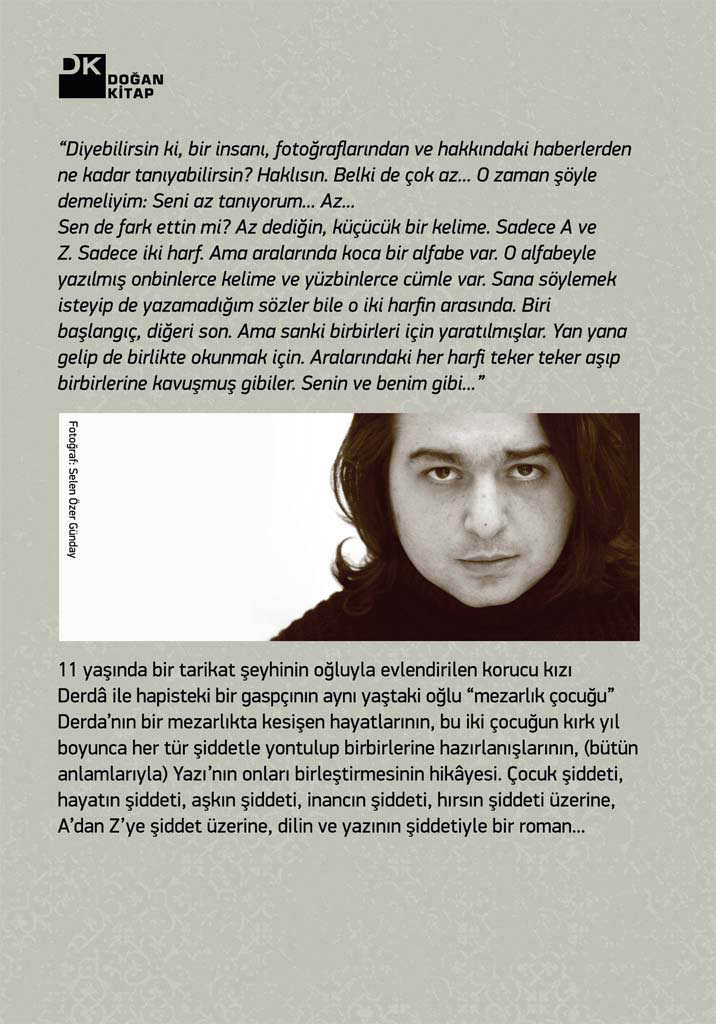 DK
DOĞAN
KİTAP
“Diyebilirsin ki, bir insanı, fotoğraflarından ve hakkındaki haberlerden
ne kadar tanıyabilirsin? Haklısın. Belki de çok az... O zaman şöyle
demeliyim: Seni az tanıyorum... Az...
Sen de fark ettin mi? Az dediğin, küçücük bir kelime. Sadece A ve
Z. Sadece iki harf. Ama aralarında koca bir alfabe var. O alfabeyle
yazılmış onbinlerce kelime ve yüzbinlerce cümle var. Sana söylemek
isteyip de yazamadığım sözler bile o iki harfin arasında. Biri
başlangıç, diğeri son. Ama sanki birbirleri için yaratılmışlar. Yan yana
gelip de birlikte okunmak için. Aralarındaki her harfi teker teker aşıp
birbirlerine kavuşmuş gibiler. Senin ve benim gibi...”
Fotoğraf: Selen Özer Günday
11 yaşında bir tarikat şeyhinin oğluyla evlendirilen korucu kızı
Derdâ ile hapisteki bir gaspçının aynı yaştaki oğlu “mezarlık çocuğu”
Derda’nın bir mezarlıkta kesişen hayatlarının, bu iki çocuğun kırk yıl
boyunca her tür şiddetle yontulup birbirlerine hazırlanışlarının, (bütün
anlamlarıyla) Yazı’nın onları birleştirmesinin hikâyesi. Çocuk şiddeti,
hayatın şiddeti, aşkın şiddeti, inancın şiddeti, hırsın şiddeti üzerine,
A’dan Z’ye şiddet üzerine, dilin ve yazının şiddetiyle bir roman...